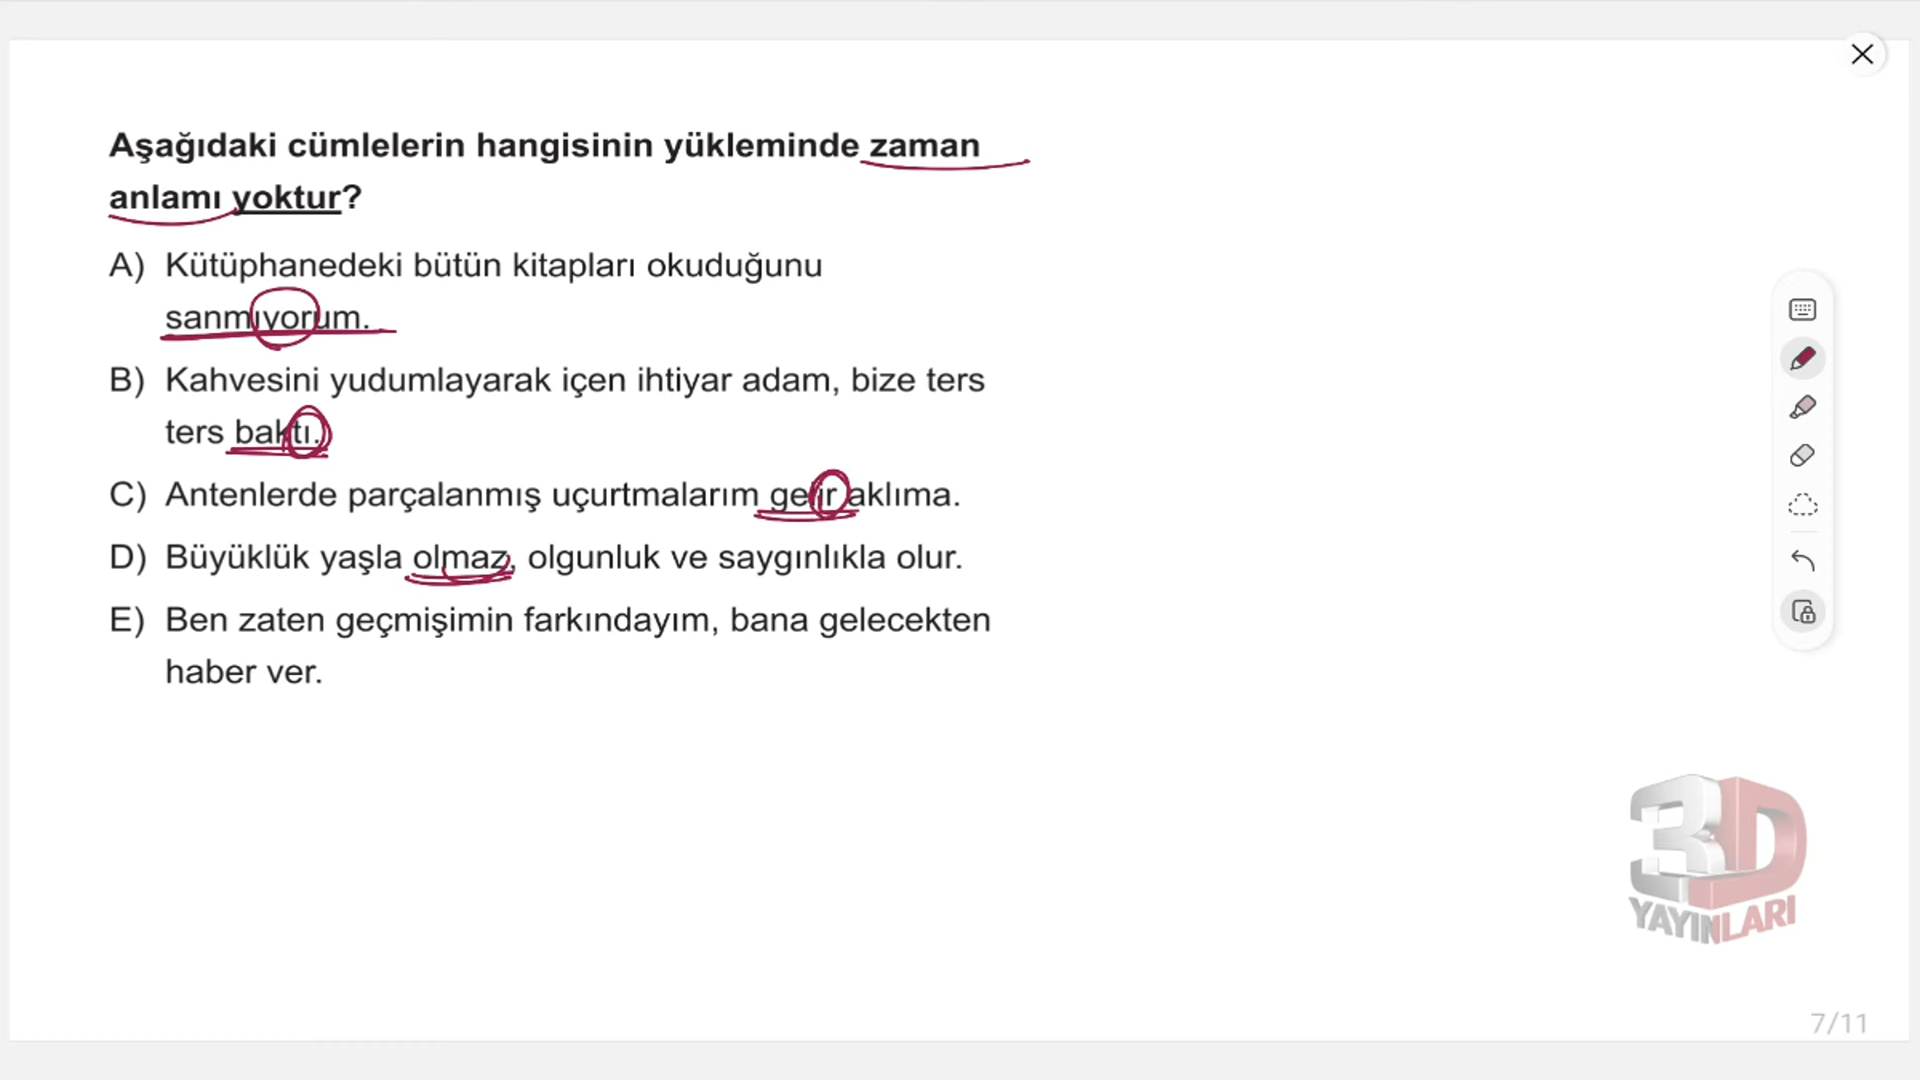 Aşağıdaki cümlelerin hangisinin yükleminde zaman
anlamı yoktur?
A) Kütüphanedeki bütün kitapları okuduğunu
sanmıyorum.
B) Kahvesini yudumlayarak içen ihtiyar adam, bize ters
ters baktı.
C) Antenlerde parçalanmış uçurtmalarım gelir aklıma.
D) Büyüklük yaşla olmaz, olgunluk ve saygınlıkla olur.
E) Ben zaten geçmişimin farkındayım, bana gelecekten
haber ver.
3D
YAYINLARI
7/11